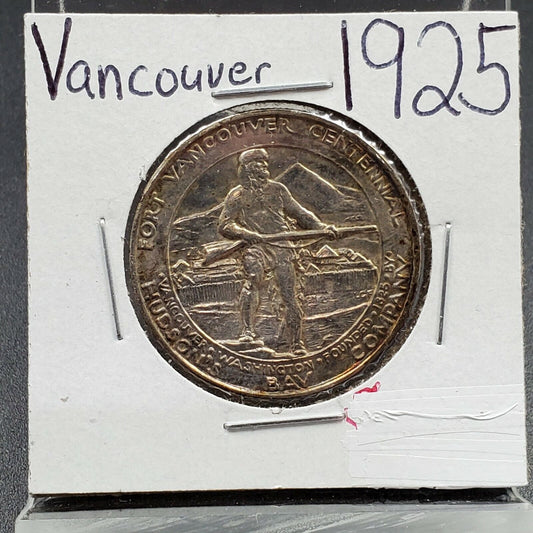 Vancouver 1925
FORT VANCOUVER CENTENNIAL
VANCOUVER WASHINGTON · FOUNDED 1825 BY
HUDSON'S BAY COMPANY